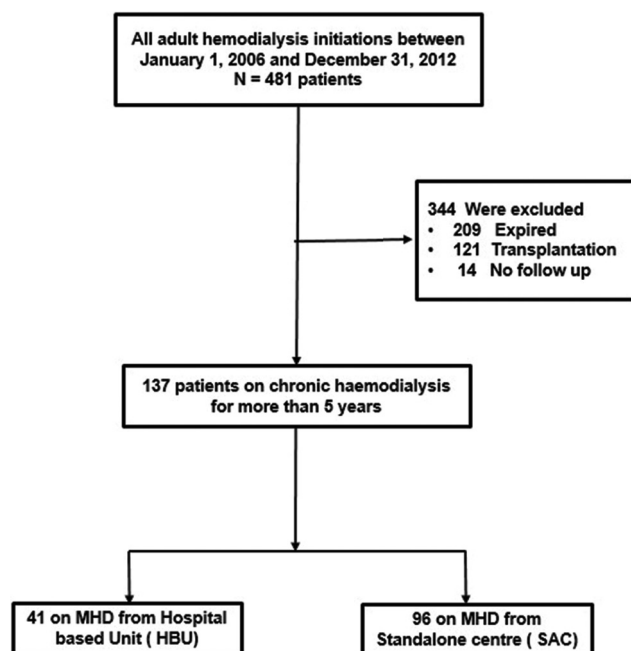 All adult hemodialysis initiations between
January 1, 2006 and December 31, 2012
N = 481 patients
344 Were excluded
• 209 Expired
• 121 Transplantation
• 14 No follow up
137 patients on chronic haemodialysis
for more than 5 years
41 on MHD from Hospital
based Unit ( HBU)
96 on MHD from
Standalone centre ( SAC)